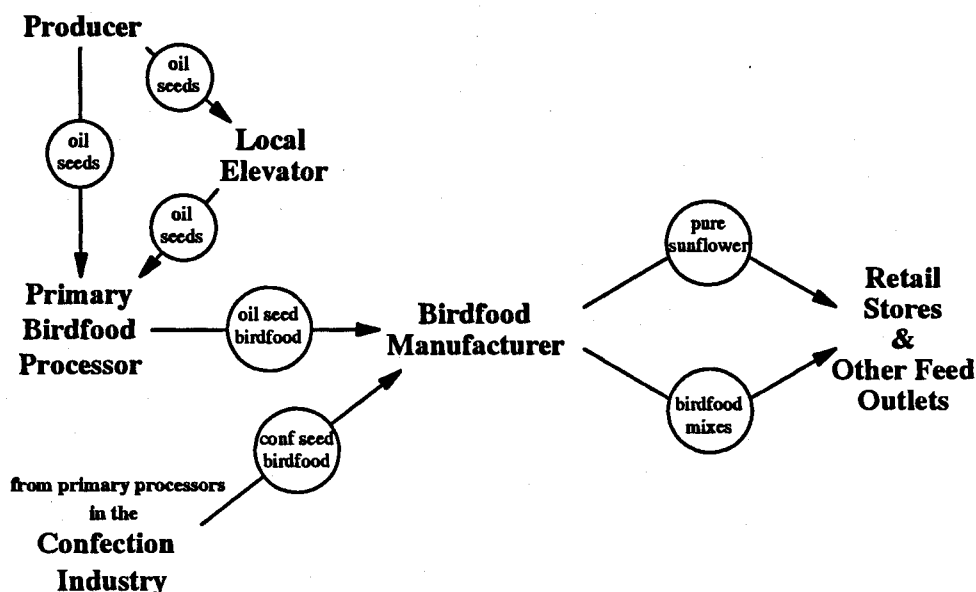 Producer
oil
seeds
oil
seeds
Local
Elevator
oil
seeds
Primary
Birdfood
Processor
oil seed
birdfood
Birdfood
Manufacturer
pure
sunflower
birdfood
mixes
Retail
Stores
&
Other Feed
Outlets
conf seed
birdfood
from primary processors
in the
Confection
Industry